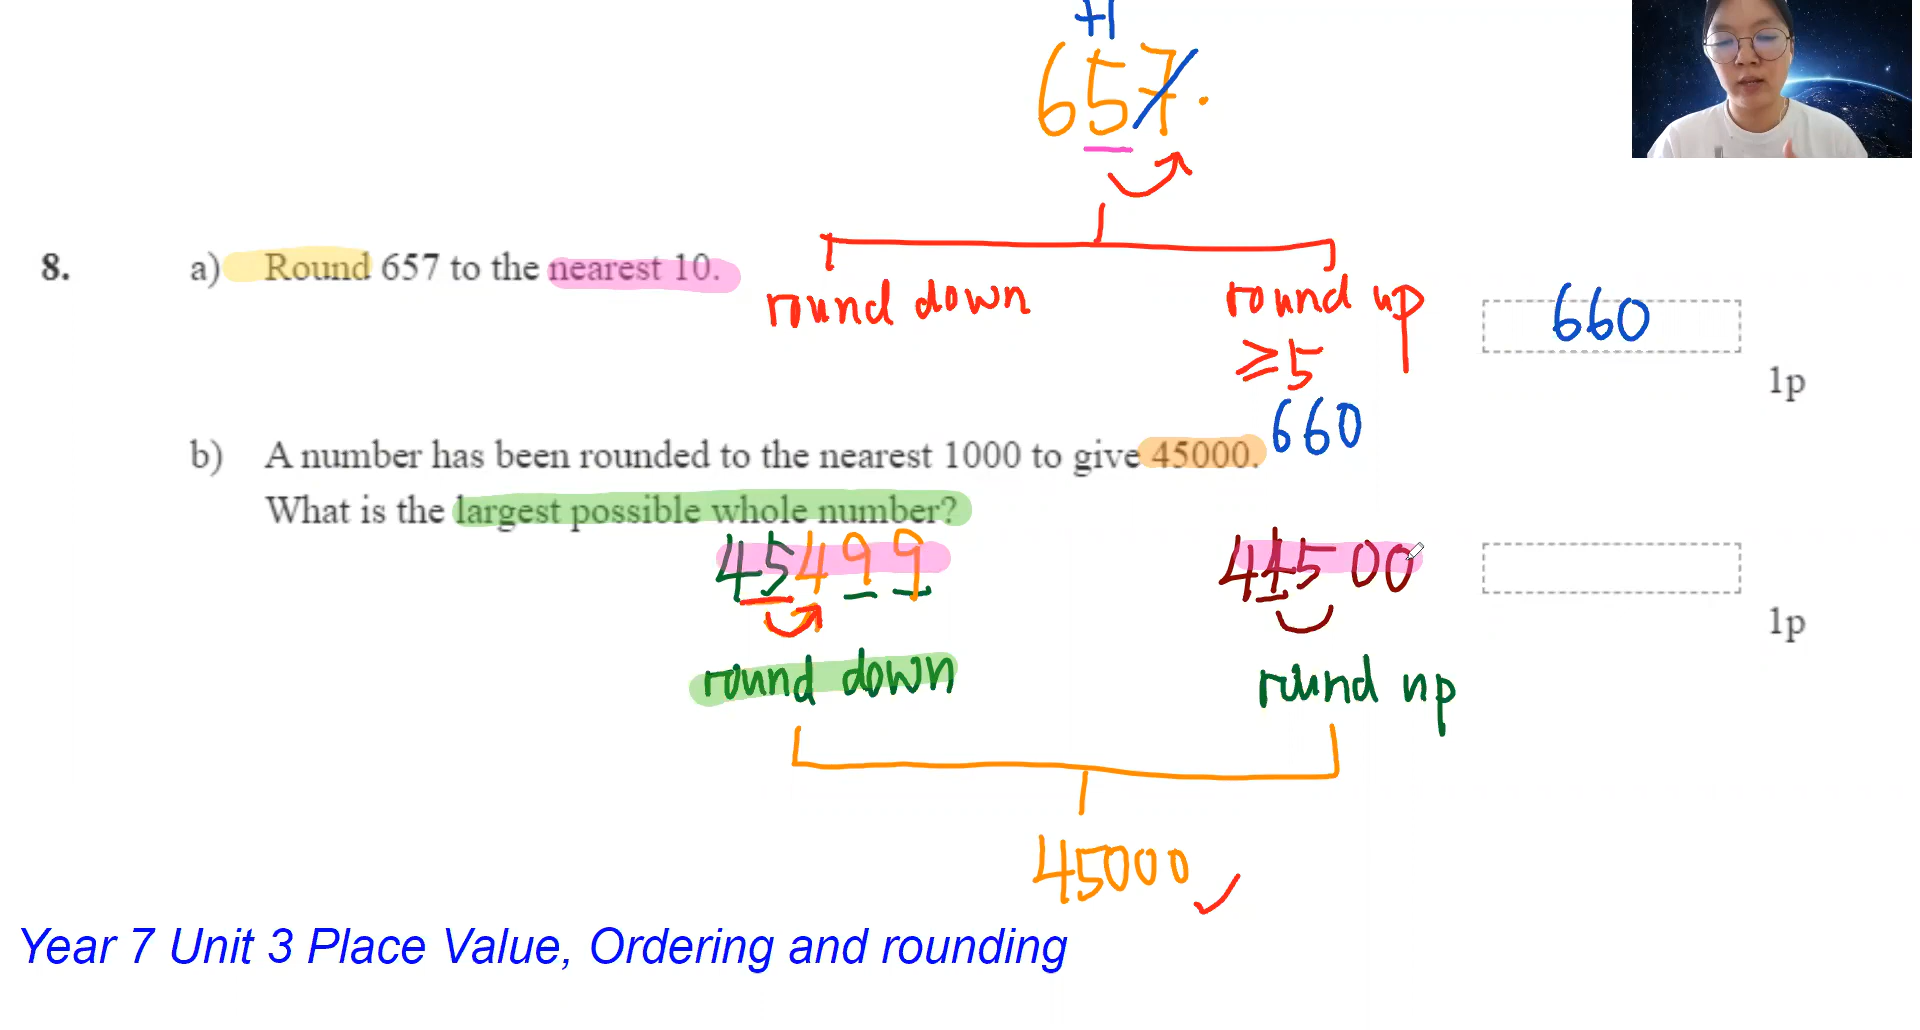 +1
657.
8. a) Round 657 to the nearest 10.
round down
round up
660
≥5
1p
660
b) A number has been rounded to the nearest 1000 to give 45000.
What is the largest possible whole number?
45499
44500
1p
round down
round up
45000
Year 7 Unit 3 Place Value, Ordering and rounding